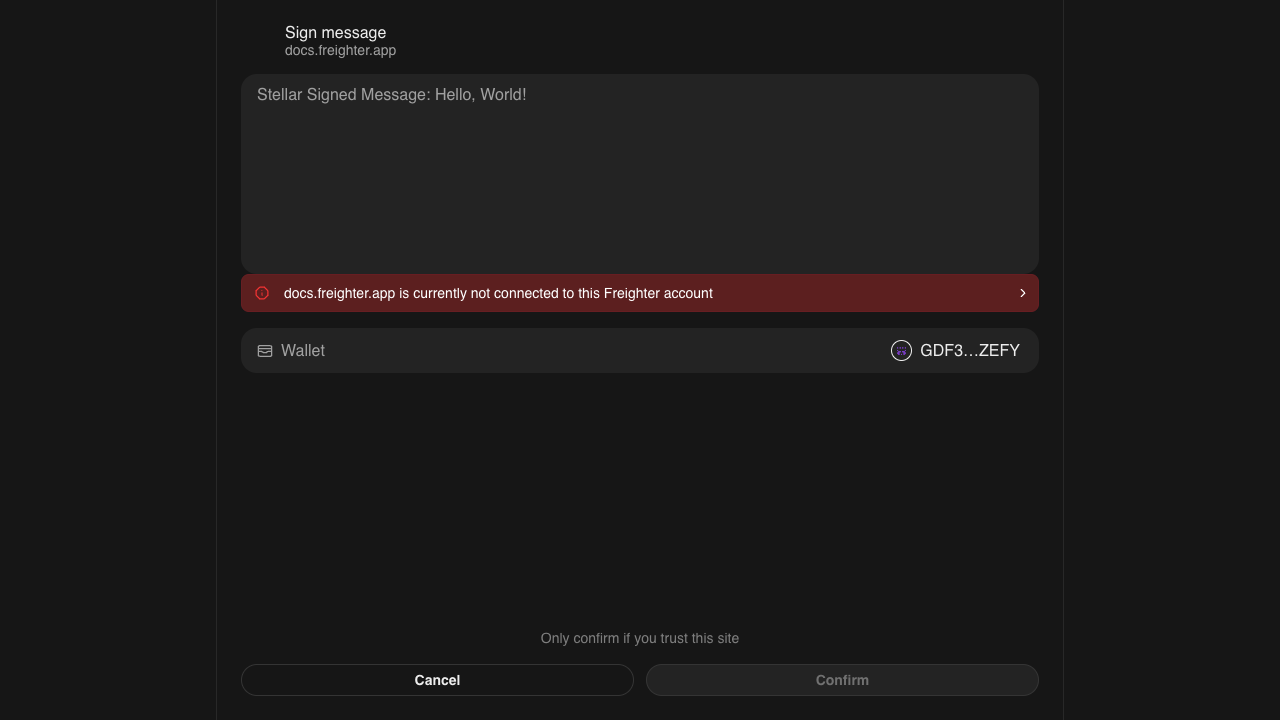 Sign message
docs.freighter.app
Stellar Signed Message: Hello, World!
docs.freighter.app is currently not connected to this Freighter account
Wallet
GDF3…ZEFY
Only confirm if you trust this site
Cancel
Confirm